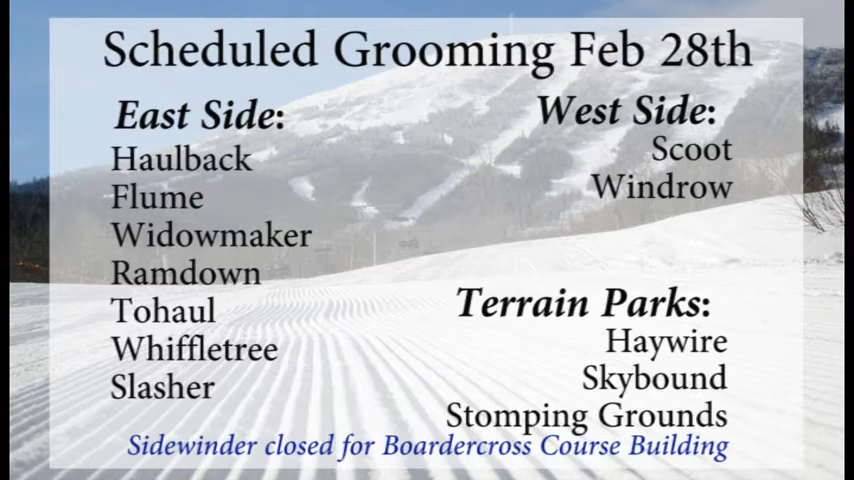 Scheduled Grooming Feb 28th
East Side:
Haulback
Flume
Widowmaker
Ramdown
Tohaul
Whiffletree
Slasher
West Side:
Scoot
Windrow
Terrain Parks:
Haywire
Skybound
Stomping Grounds
Sidewinder closed for Boardercross Course Building